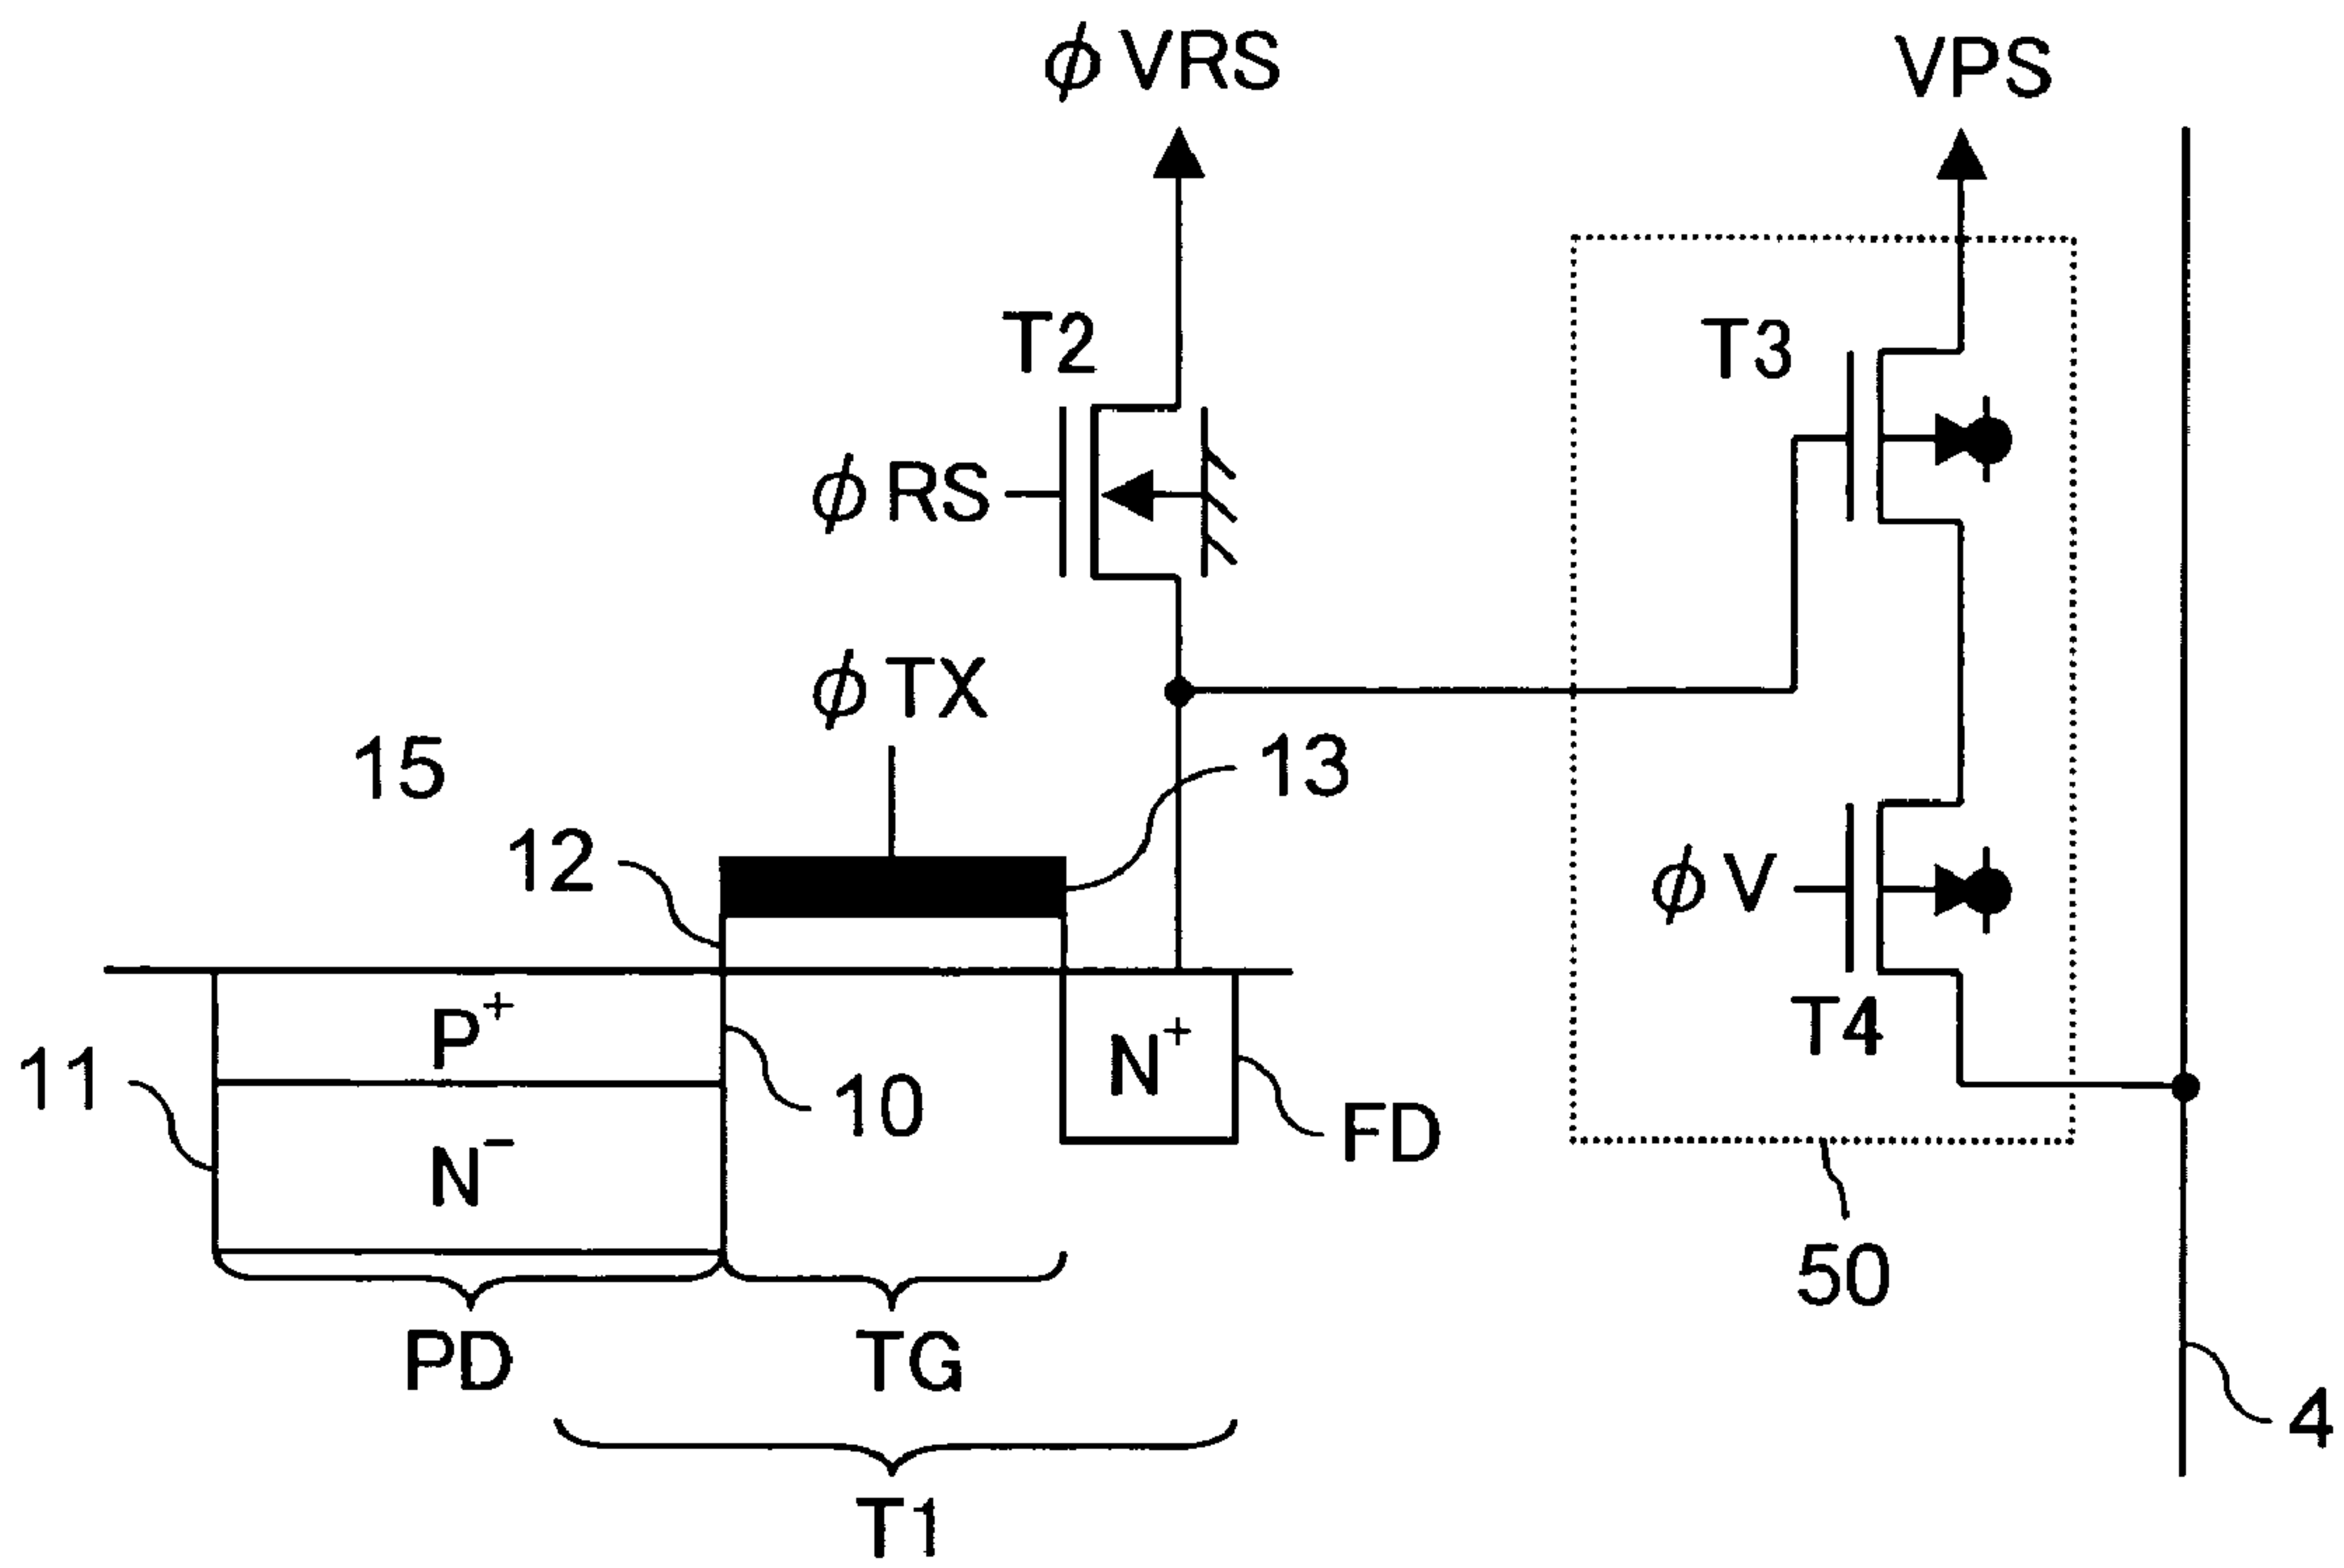 ϕVRS VPS
T2 T3
ϕRS
ϕTX
15 13
12 ϕV
P⁺ N⁺ T4
11 10 FD
N⁻
50
PD TG
4
T1